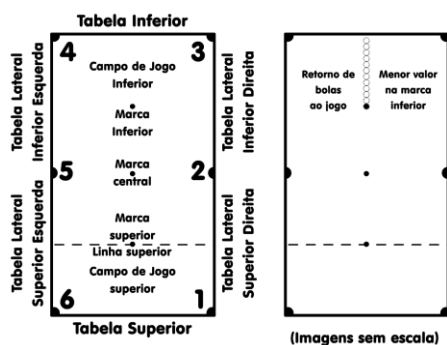 Tabela Inferior
4
3
Campo de Jogo
Inferior
Marca
Inferior
Tabela Lateral
Inferior Esquerda
Tabela Lateral
Inferior Direita
5
Marca
central
2
Marca
superior
Linha superior
Campo de Jogo
superior
Tabela Lateral
Superior Esquerda
Tabela Lateral
Superior Direita
6
1
Tabela Superior
Retorno de
bolas
ao jogo
Menor valor
na marca
inferior
(Imagens sem escala)